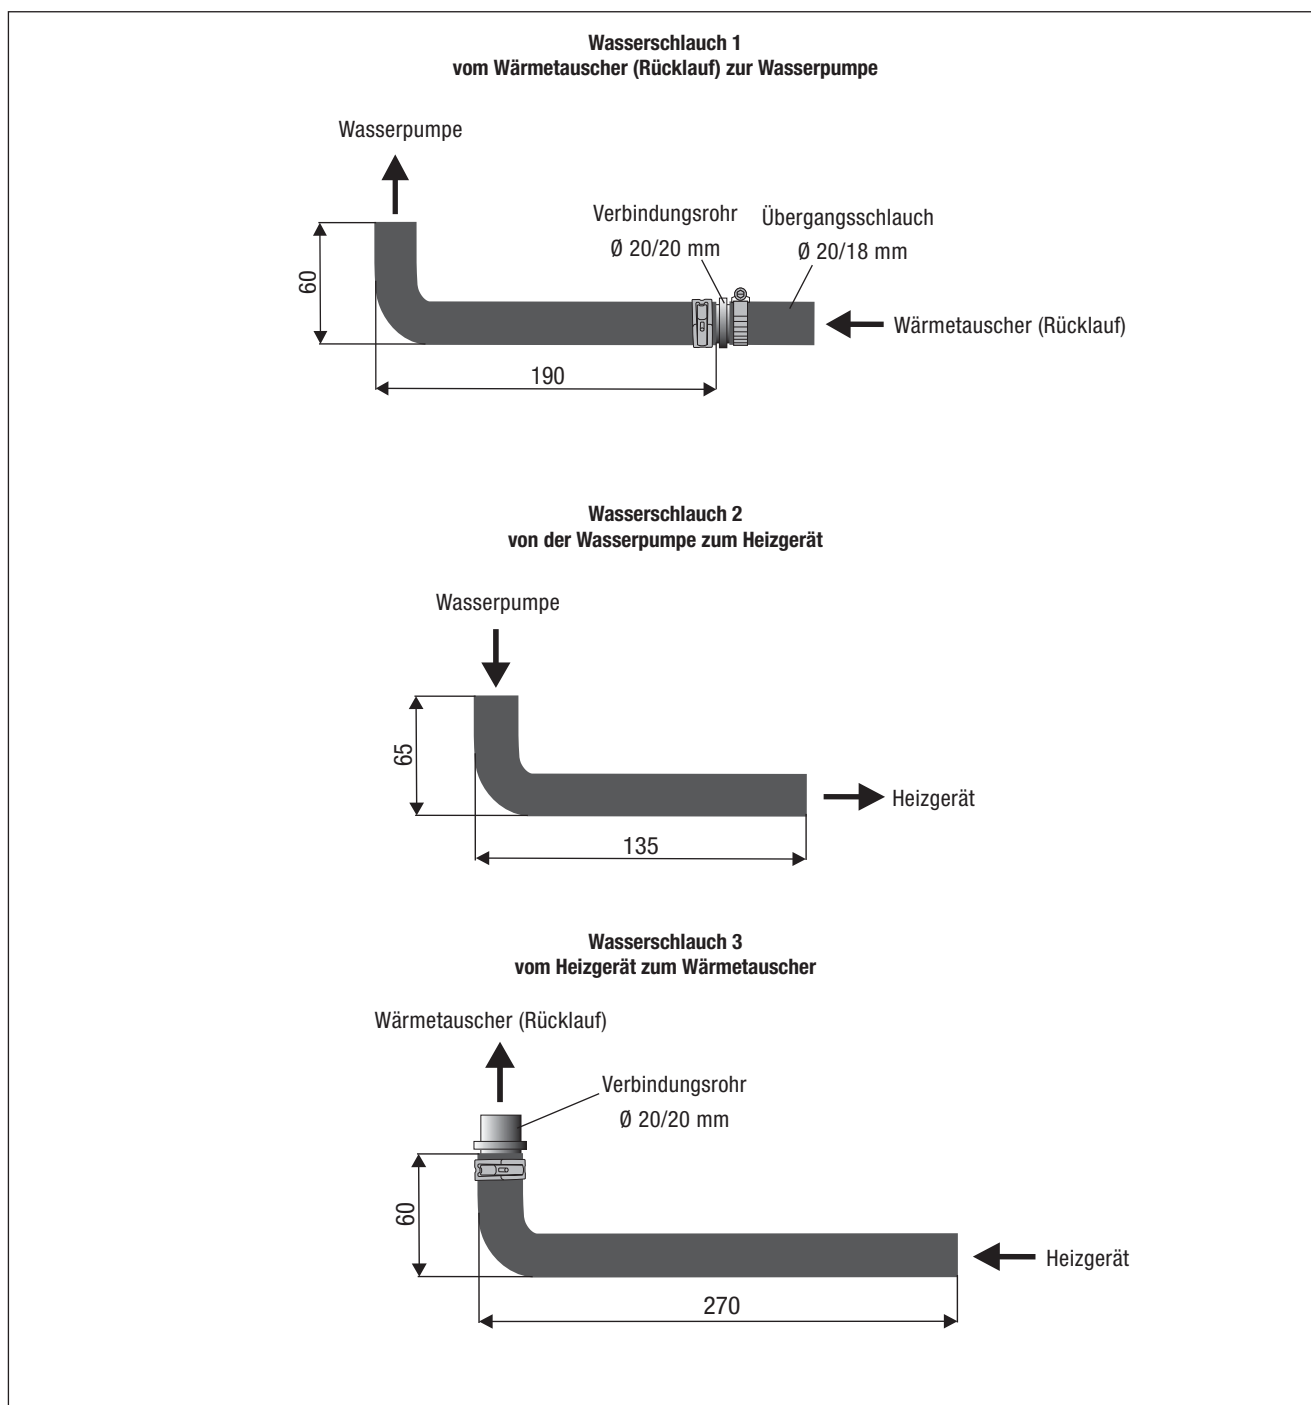 Wasserschlauch 1
vom Wärmetauscher (Rücklauf) zur Wasserpumpe
Wasserpumpe
Verbindungsrohr
Ø 20/20 mm
Übergangsschlauch
Ø 20/18 mm
60
Wärmetauscher (Rücklauf)
190
Wasserschlauch 2
von der Wasserpumpe zum Heizgerät
Wasserpumpe
65
Heizgerät
135
Wasserschlauch 3
vom Heizgerät zum Wärmetauscher
Wärmetauscher (Rücklauf)
Verbindungsrohr
Ø 20/20 mm
60
Heizgerät
270